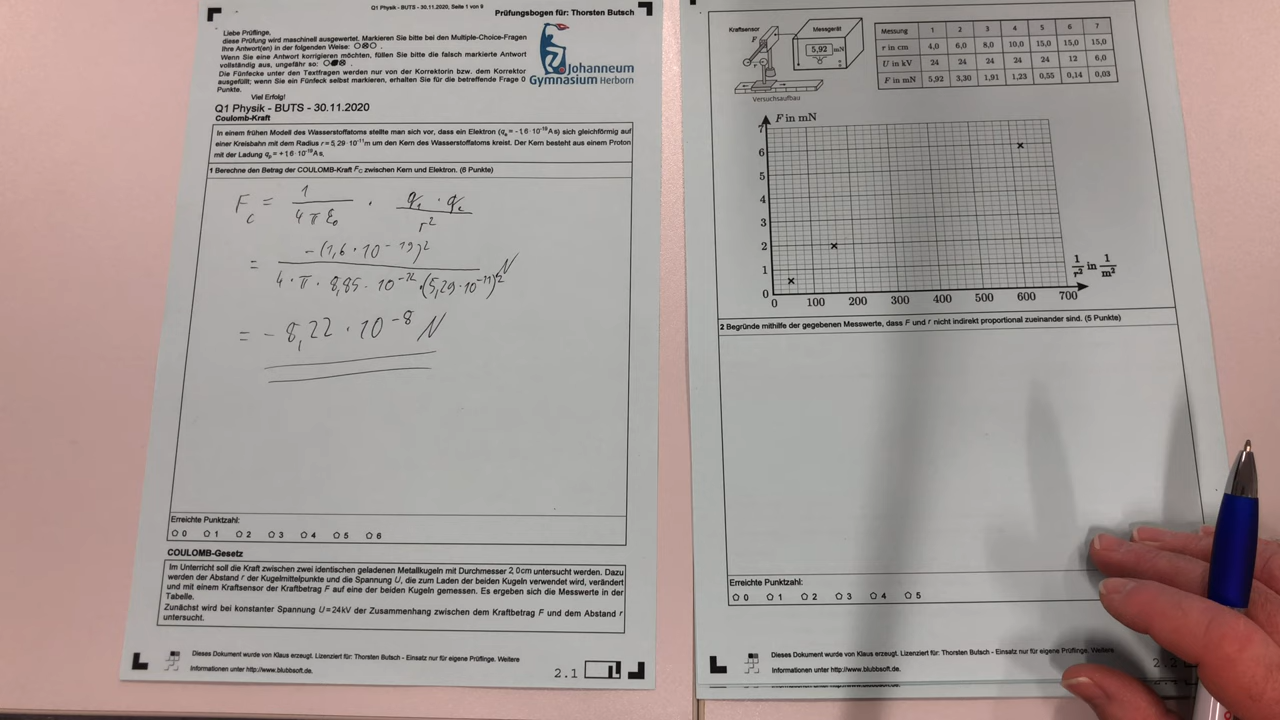 Q1 Physik - BUTS - 30.11.2020, Seite 1 von 9
Prüfungsbogen für: Thorsten Butsch
Liebe Prüflinge,
diese Prüfung wird maschinell ausgewertet. Markieren Sie bitte bei den Multiple-Choice-Fragen
Ihre Antwort(en) in der folgenden Weise:
Wenn Sie eine Antwort korrigieren möchten, füllen Sie bitte die falsch markierte Antwort
vollständig aus, ungefähr so:
Die Fünfecke unter den Textfragen werden nur von der Korrektorin bzw. dem Korrektor
ausgefüllt; wenn Sie ein Fünfeck selbst markieren, erhalten Sie für die betreffende Frage 0
Punkte.
Viel Erfolg!
Johanneum
Gymnasium Herborn
Q1 Physik - BUTS - 30.11.2020
Coulomb-Kraft
In einem frühen Modell des Wasserstoffatoms stellte man sich vor, dass ein Elektron (qₑ = -1,6·10⁻¹⁹As) sich gleichförmig auf
einer Kreisbahn mit dem Radius r = 5,29·10⁻¹¹m um den Kern des Wasserstoffatoms kreist. Der Kern besteht aus einem Proton
mit der Ladung qₚ = +1,6·10⁻¹⁹As,
1 Berechne den Betrag der COULOMB-Kraft F_C zwischen Kern und Elektron. (6 Punkte)
F_C = 1 / (4 π ε₀) · (q₁ · q₂) / r²
= -(1,6 · 10⁻¹⁹)² / (4 · π · 8,85 · 10⁻¹² · (5,29 · 10⁻¹¹)²) N
= -8,22 · 10⁻⁸ N
Erreichte Punktzahl:
0 1 2 3 4 5 6
COULOMB-Gesetz
Im Unterricht soll die Kraft zwischen zwei identischen geladenen Metallkugeln mit Durchmesser 2,0cm untersucht werden. Dazu
werden der Abstand r der Kugelmittelpunkte und die Spannung U, die zum Laden der beiden Kugeln verwendet wird, verändert
und mit einem Kraftsensor der Kraftbetrag F auf eine der beiden Kugeln gemessen. Es ergeben sich die Messwerte in der
Tabelle.
Zunächst wird bei konstanter Spannung U=24kV der Zusammenhang zwischen dem Kraftbetrag F und dem Abstand r
untersucht.
Dieses Dokument wurde von Klaus erzeugt. Lizenziert für: Thorsten Butsch - Einsatz nur für eigene Prüflinge. Weitere
Informationen unter http://www.blubbsoft.de.
2.1
Kraftsensor
Messgerät
F
5,92 mN
r
Versuchsaufbau
Messung 1 2 3 4 5 6 7
r in cm 4,0 6,0 8,0 10,0 15,0 15,0 15,0
U in kV 24 24 24 24 24 12 6,0
F in mN 5,92 3,30 1,91 1,23 0,55 0,14 0,03
F in mN
7
6
5
4
3
2
1
0
0 100 200 300 400 500 600 700
1/r² in 1/m²
2 Begründe mithilfe der gegebenen Messwerte, dass F und r nicht indirekt proportional zueinander sind. (5 Punkte)
Erreichte Punktzahl:
0 1 2 3 4 5
Dieses Dokument wurde von Klaus erzeugt. Lizenziert für: Thorsten Butsch - Einsatz nur für eigene Prüflinge. Weitere
Informationen unter http://www.blubbsoft.de.
2.2